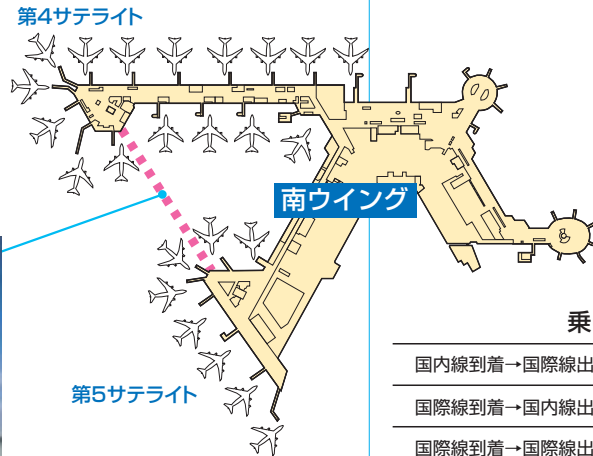 第4サテライト
南ウイング
第5サテライト
乗
国内線到着→国際線出
国際線到着→国内線出
国際線到着→国際線出